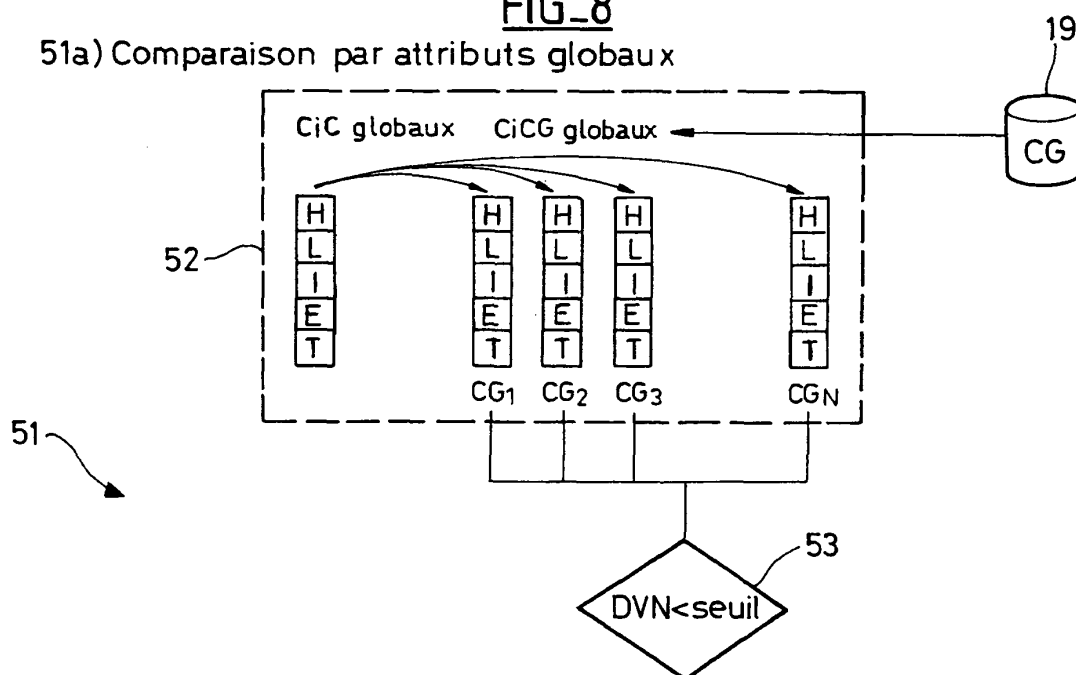 FIG_8
19
51a) Comparaison par attributs globaux
CiC globaux CiCG globaux
CG
H H H H H
L L L L L
I I I I I
E E E E E
T T T T T
52
CG1 CG2 CG3 CGN
51
53
DVN<seuil